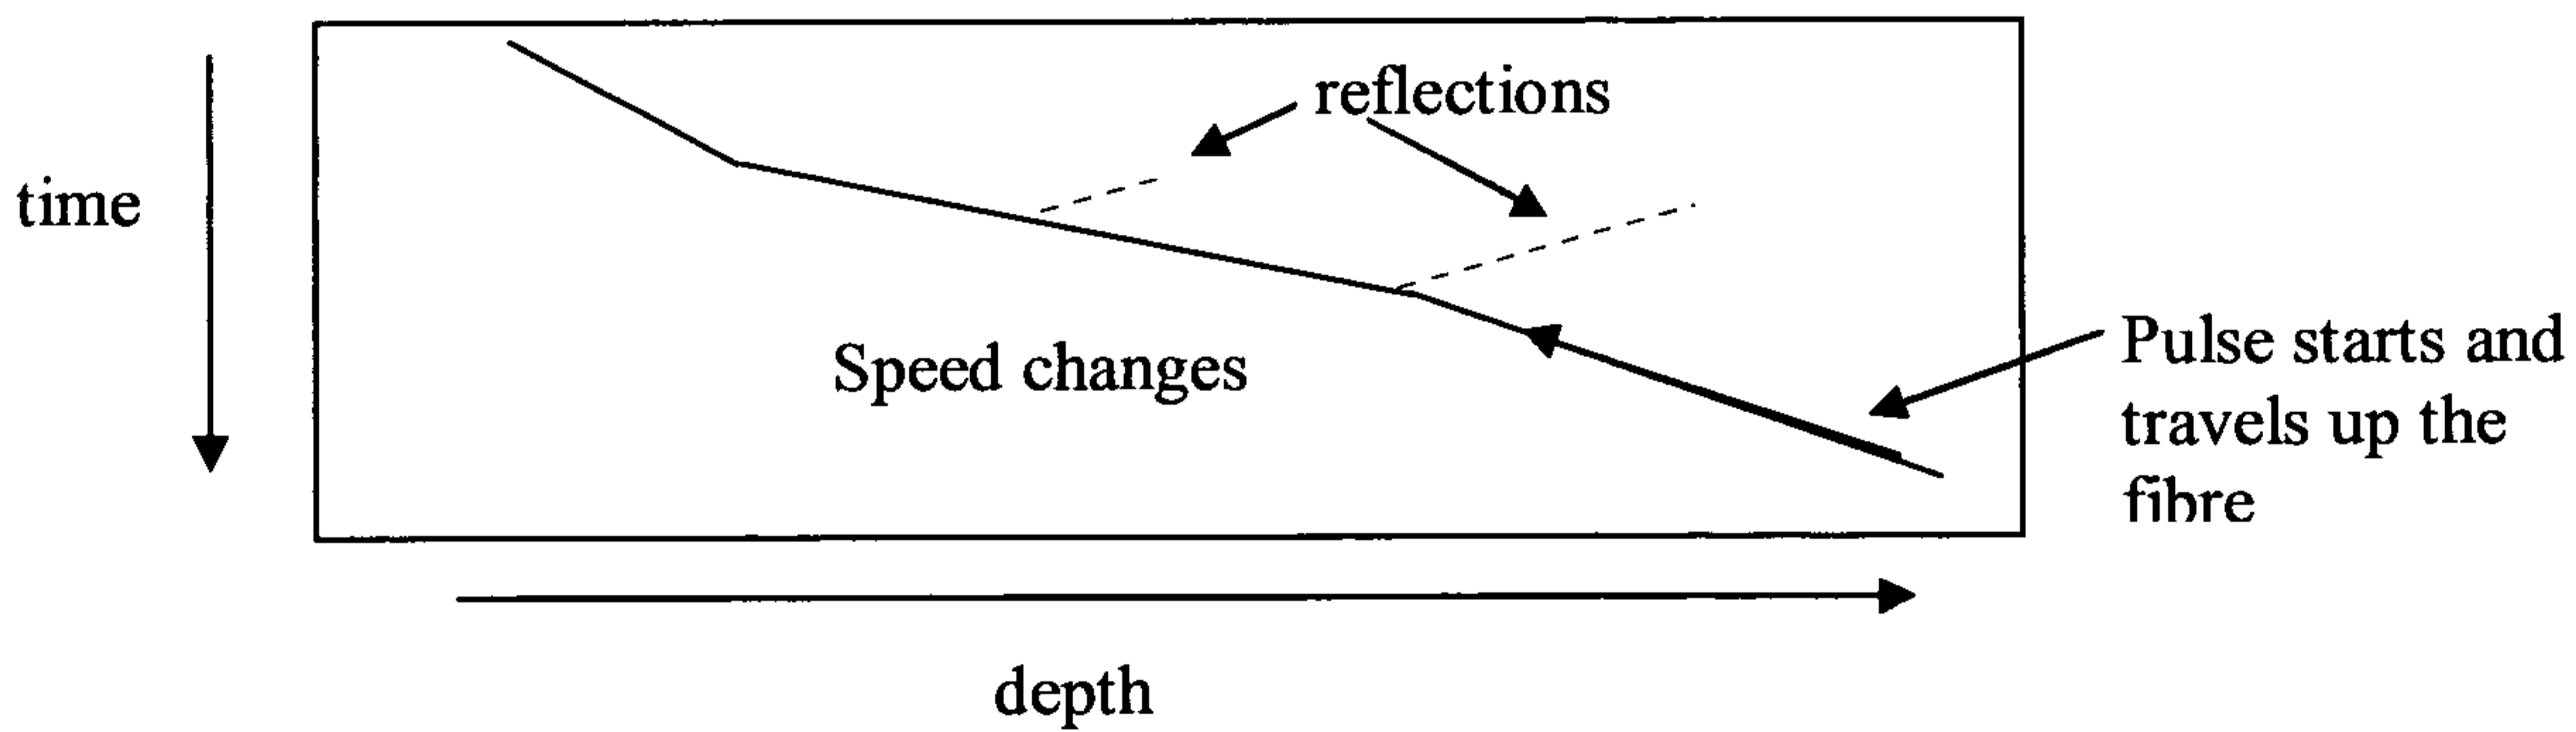 reflections
time
Speed changes
Pulse starts and
travels up the
fibre
depth